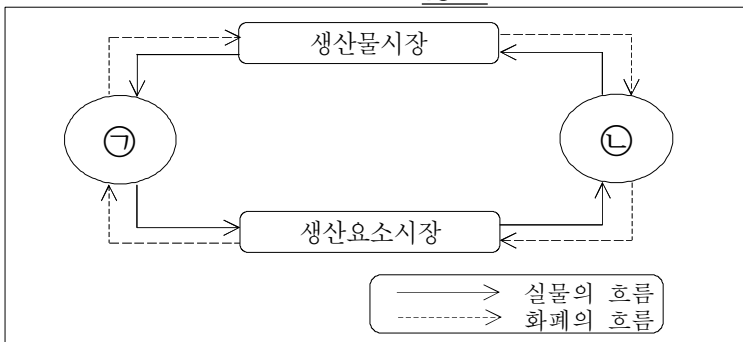 생산물시장
㉠
㉡
생산요소시장
실물의 흐름
화폐의 흐름